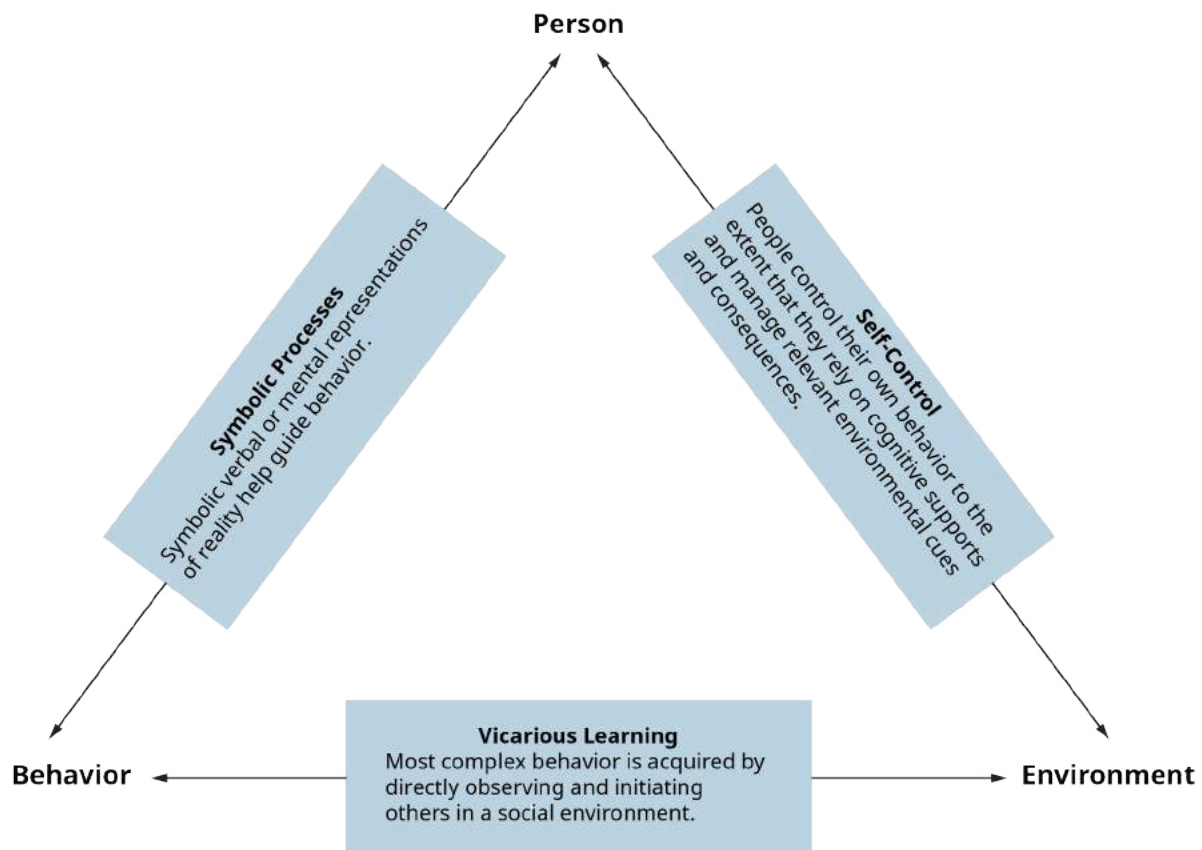 Person
Symbolic Processes
Symbolic verbal or mental representations
of reality help guide behavior.
Self-Control
People control their own behavior to the
extent that they rely on cognitive supports
and manage relevant environmental cues
and consequences.
Vicarious Learning
Most complex behavior is acquired by
directly observing and initiating
others in a social environment.
Behavior
Environment